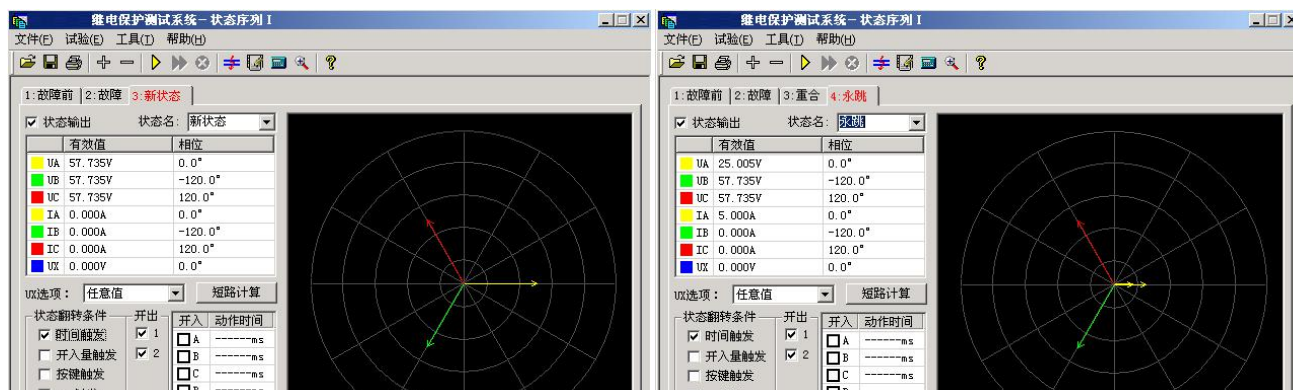 继电保护测试系统- 状态序列 I
文件(F) 试验(E) 工具(T) 帮助(H)
1:故障前 2:故障 3:新状态
状态输出 状态名: 新状态
有效值 相位
UA 57.735V 0.0°
UB 57.735V -120.0°
UC 57.735V 120.0°
IA 0.000A 0.0°
IB 0.000A -120.0°
IC 0.000A 120.0°
UX 0.000V 0.0°
UX选项: 任意值 短路计算
状态翻转条件 开出 开入 动作时间
时间触发 1 A ------ms
开入量触发 2 B ------ms
按键触发 C ------ms
继电保护测试系统- 状态序列 I
文件(F) 试验(E) 工具(T) 帮助(H)
1:故障前 2:故障 3:重合 4:永跳
状态输出 状态名: 永跳
有效值 相位
UA 25.005V 0.0°
UB 57.735V -120.0°
UC 57.735V 120.0°
IA 5.000A 0.0°
IB 0.000A -120.0°
IC 0.000A 120.0°
UX 0.000V 0.0°
UX选项: 任意值 短路计算
状态翻转条件 开出 开入 动作时间
时间触发 1 A ------ms
开入量触发 2 B ------ms
按键触发 C ------ms